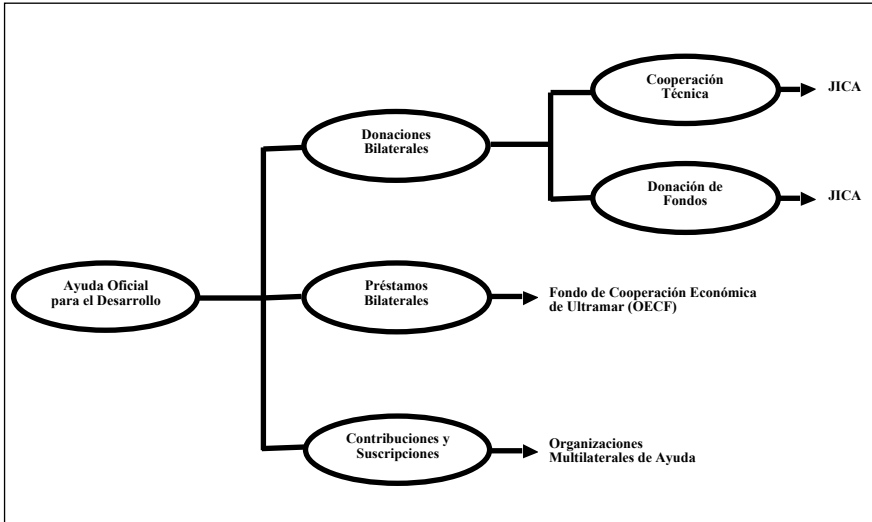 Cooperación
Técnica
JICA
Donaciones
Bilaterales
Donación de
Fondos
JICA
Ayuda Oficial
para el Desarrollo
Préstamos
Bilaterales
Fondo de Cooperación Económica
de Ultramar (OECF)
Contribuciones y
Suscripciones
Organizaciones
Multilaterales de Ayuda